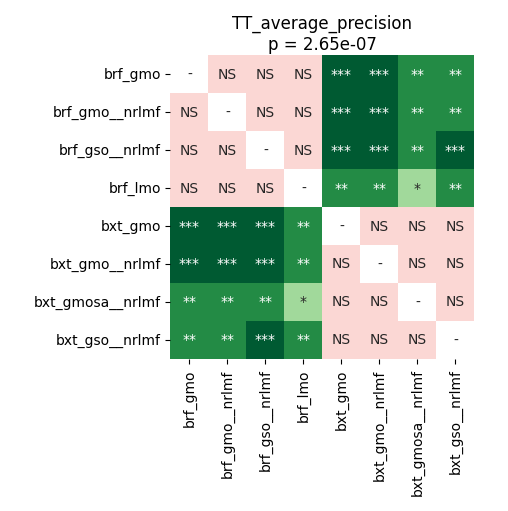 TT_average_precision
p = 2.65e-07
brf_gmo - NS NS NS *** *** ** **
brf_gmo__nrlmf NS - NS NS *** *** ** **
brf_gso__nrlmf NS NS - NS *** *** ** ***
brf_lmo NS NS NS - ** ** * **
bxt_gmo *** *** *** ** - NS NS NS
bxt_gmo__nrlmf *** *** *** ** NS - NS NS
bxt_gmosa__nrlmf ** ** ** * NS NS - NS
bxt_gso__nrlmf ** ** *** ** NS NS NS -
brf_gmo
brf_gmo__nrlmf
brf_gso__nrlmf
brf_lmo
bxt_gmo
bxt_gmo__nrlmf
bxt_gmosa__nrlmf
bxt_gso__nrlmf